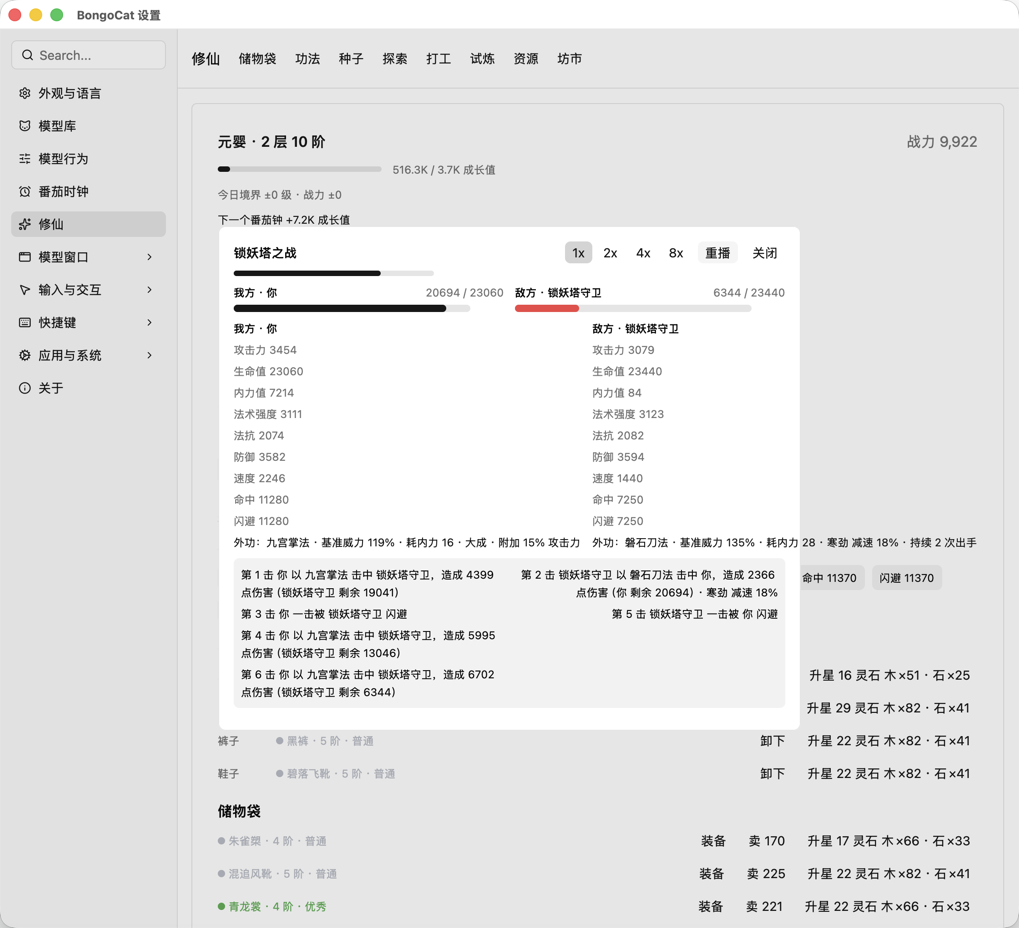 BongoCat 设置
Search...
外观与语言
模型库
模型行为
番茄时钟
修仙
模型窗口
输入与交互
快捷键
应用与系统
关于
修仙 储物袋 功法 种子 探索 打工 试炼 资源 坊市
元婴 · 2 层 10 阶 战力 9,922
516.3K / 3.7K 成长值
今日境界 ±0 级 · 战力 ±0
下一个番茄钟 +7.2K 成长值
锁妖塔之战 1x 2x 4x 8x 重播 关闭
我方 · 你 20694 / 23060 敌方 · 锁妖塔守卫 6344 / 23440
我方 · 你 敌方 · 锁妖塔守卫
攻击力 3454 攻击力 3079
生命值 23060 生命值 23440
内力值 7214 内力值 84
法术强度 3111 法术强度 3123
法抗 2074 法抗 2082
防御 3582 防御 3594
速度 2246 速度 1440
命中 11280 命中 7250
闪避 11280 闪避 7250
外功：九宫掌法 · 基准威力 119% · 耗内力 16 · 大成 · 附加 15% 攻击力 外功：磐石刀法 · 基准威力 135% · 耗内力 28 · 寒劲 减速 18% · 持续 2 次出手
第 1 击 你 以 九宫掌法 击中 锁妖塔守卫，造成 4399
点伤害 (锁妖塔守卫 剩余 19041)
第 2 击 锁妖塔守卫 以 磐石刀法 击中 你，造成 2366
点伤害 (你 剩余 20694) · 寒劲 减速 18%
第 3 击 你 一击被 锁妖塔守卫 闪避
第 5 击 锁妖塔守卫 一击被 你 闪避
第 4 击 你 以 九宫掌法 击中 锁妖塔守卫，造成 5995
点伤害 (锁妖塔守卫 剩余 13046)
第 6 击 你 以 九宫掌法 击中 锁妖塔守卫，造成 6702
点伤害 (锁妖塔守卫 剩余 6344)
命中 11370 闪避 11370
升星 16 灵石 木×51 · 石×25
升星 29 灵石 木×82 · 石×41
裤子 黑裤 · 5 阶 · 普通 卸下 升星 22 灵石 木×82 · 石×41
鞋子 碧落飞靴 · 5 阶 · 普通 卸下 升星 22 灵石 木×82 · 石×41
储物袋
朱雀槊 · 4 阶 · 普通 装备 卖 170 升星 17 灵石 木×66 · 石×33
混追风靴 · 5 阶 · 普通 装备 卖 225 升星 22 灵石 木×82 · 石×41
青龙裳 · 4 阶 · 优秀 装备 卖 221 升星 22 灵石 木×66 · 石×33